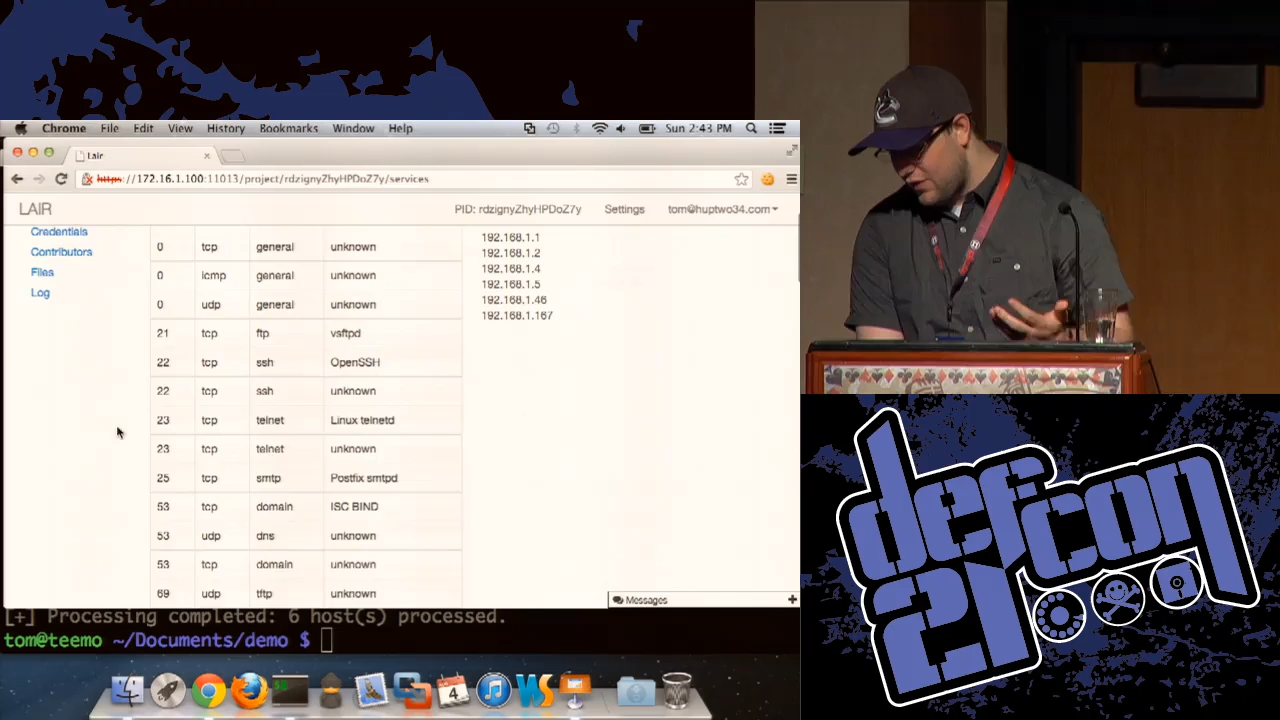 Chrome File Edit View History Bookmarks Window Help Sun 2:43 PM
Lair
https://172.16.1.100:11013/project/rdzignyZhyHPDoZ7y/services
LAIR PID: rdzignyZhyHPDoZ7y Settings tom@huptwo34.com
Credentials
Contributors
Files
Log
0 tcp general unknown
0 icmp general unknown
0 udp general unknown
21 tcp ftp vsftpd
22 tcp ssh OpenSSH
22 tcp ssh unknown
23 tcp telnet Linux telnetd
23 tcp telnet unknown
25 tcp smtp Postfix smtpd
53 tcp domain ISC BIND
53 udp dns unknown
53 tcp domain unknown
69 udp tftp unknown
192.168.1.1
192.168.1.2
192.168.1.4
192.168.1.5
192.168.1.46
192.168.1.167
Messages +
[+] Processing completed: 6 host(s) processed.
tom@teemo ~/Documents/demo $
4
defcon
21